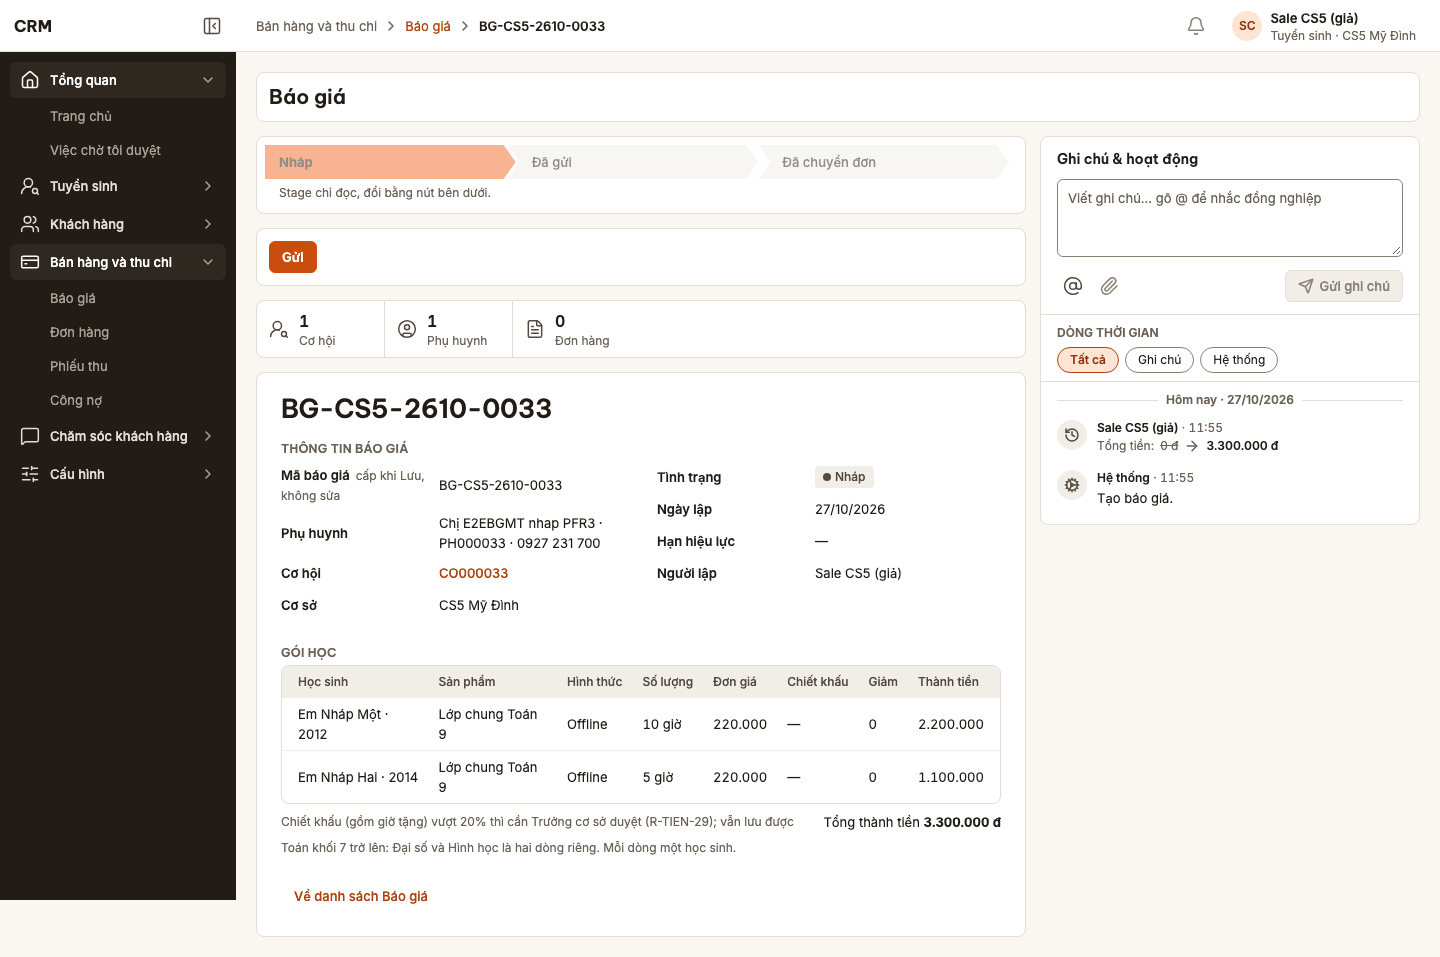 CRM
Bán hàng và thu chi > Báo giá > BG-CS5-2610-0033
SC
Sale CS5 (giả)
Tuyển sinh · CS5 Mỹ Đình
Tổng quan
Trang chủ
Việc chờ tôi duyệt
Tuyển sinh
Khách hàng
Bán hàng và thu chi
Báo giá
Đơn hàng
Phiếu thu
Công nợ
Chăm sóc khách hàng
Cấu hình
Báo giá
Nháp
Đã gửi
Đã chuyển đơn
Stage chỉ đọc, đổi bằng nút bên dưới.
Gửi
1
Cơ hội
1
Phụ huynh
0
Đơn hàng
BG-CS5-2610-0033
THÔNG TIN BÁO GIÁ
Mã báo giá cấp khi Lưu, không sửa
BG-CS5-2610-0033
Phụ huynh
Chị E2EBGMT nhap PFR3 ·
PH000033 · 0927 231 700
Cơ hội
CO000033
Cơ sở
CS5 Mỹ Đình
Tình trạng
Nháp
Ngày lập
27/10/2026
Hạn hiệu lực
—
Người lập
Sale CS5 (giả)
GÓI HỌC
Học sinh Sản phẩm Hình thức Số lượng Đơn giá Chiết khấu Giảm Thành tiền
Em Nháp Một · 2012 Lớp chung Toán 9 Offline 10 giờ 220.000 — 0 2.200.000
Em Nháp Hai · 2014 Lớp chung Toán 9 Offline 5 giờ 220.000 — 0 1.100.000
Chiết khấu (gồm giờ tặng) vượt 20% thì cần Trưởng cơ sở duyệt (R-TIEN-29); vẫn lưu được
Tổng thành tiền 3.300.000 đ
Toán khối 7 trở lên: Đại số và Hình học là hai dòng riêng. Mỗi dòng một học sinh.
Về danh sách Báo giá
Ghi chú & hoạt động
Viết ghi chú... gõ @ để nhắc đồng nghiệp
Gửi ghi chú
DÒNG THỜI GIAN
Tất cả
Ghi chú
Hệ thống
Hôm nay · 27/10/2026
Sale CS5 (giả) · 11:55
Tổng tiền: 0 đ → 3.300.000 đ
Hệ thống · 11:55
Tạo báo giá.